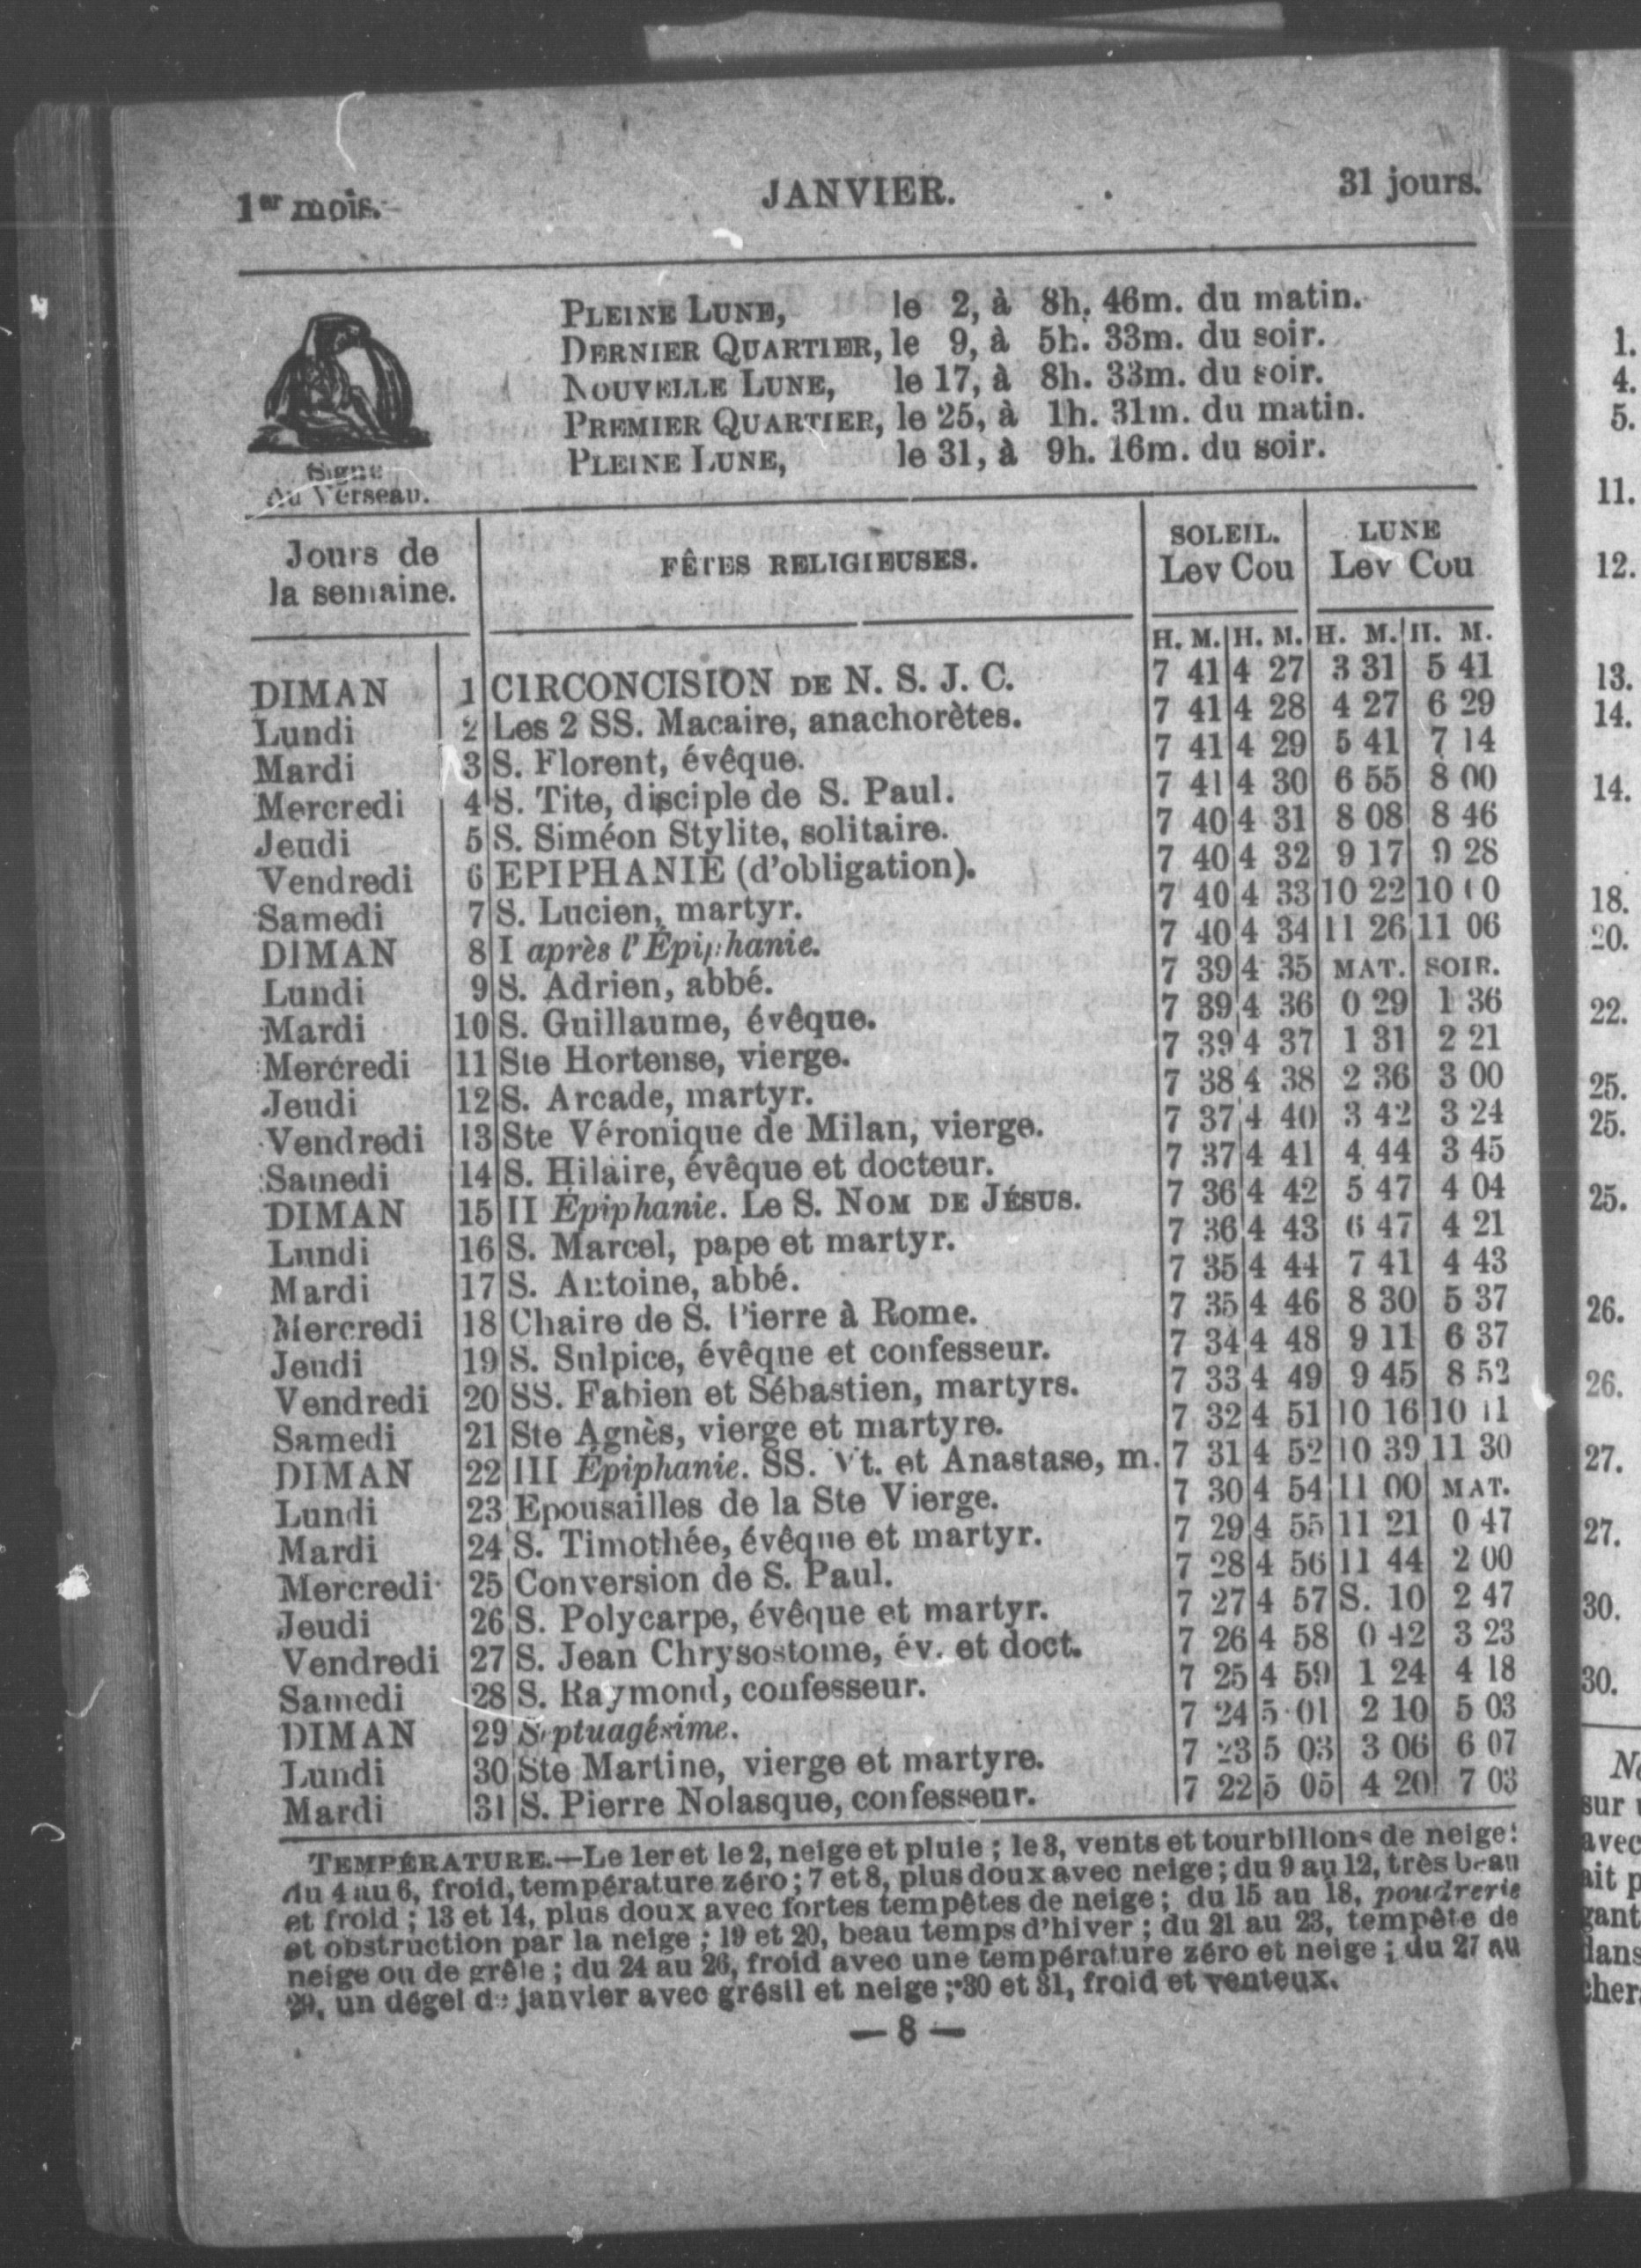 1er mois.
JANVIER.
31 jours.
PLEINE LUNE, le 2, à 8h. 46m. du matin.
DERNIER QUARTIER, le 9, à 5h. 33m. du soir.
NOUVELLE LUNE, le 17, à 8h. 33m. du soir.
PREMIER QUARTIER, le 25, à 1h. 31m. du matin.
PLEINE LUNE, le 31, à 9h. 16m. du soir.
Signe
du Verseau.
Jours de
la semaine.
FÊTES RELIGIEUSES.
SOLEIL.
Lev Cou
LUNE
Lev Cou
H. M. H. M. H. M. H. M.
DIMAN 1 CIRCONCISION DE N. S. J. C. 7 41 4 27 3 31 5 41
Lundi 2 Les 2 SS. Macaire, anachorètes. 7 41 4 28 4 27 6 29
Mardi 3 S. Florent, évêque. 7 41 4 29 5 41 7 14
Mercredi 4 S. Tite, disciple de S. Paul. 7 41 4 30 6 55 8 00
Jeudi 5 S. Siméon Stylite, solitaire. 7 40 4 31 8 08 8 46
Vendredi 6 EPIPHANIE (d'obligation). 7 40 4 32 9 17 9 28
Samedi 7 S. Lucien, martyr. 7 40 4 33 10 22 10
DIMAN 8 I après l'Épiphanie. 7 40 4 34 11 26 11 06
Lundi 9 S. Adrien, abbé. 7 39 4 35 MAT. SOIR.
Mardi 10 S. Guillaume, évêque. 7 39 4 36 0 29 1 36
Mercredi 11 Ste Hortense, vierge. 7 39 4 37 1 31 2 21
Jeudi 12 S. Arcade, martyr. 7 38 4 38 2 36 3 00
Vendredi 13 Ste Véronique de Milan, vierge. 7 37 4 40 3 42 3 24
Samedi 14 S. Hilaire, évêque et docteur. 7 37 4 41 4 44 3 45
DIMAN 15 II Épiphanie. Le S. NOM DE JÉSUS. 7 36 4 42 5 47 4 04
Lundi 16 S. Marcel, pape et martyr. 7 36 4 43 6 47 4 21
Mardi 17 S. Antoine, abbé. 7 35 4 44 7 41 4 43
Mercredi 18 Chaire de S. Pierre à Rome. 7 35 4 46 8 30 5 37
Jeudi 19 S. Sulpice, évêque et confesseur. 7 34 4 48 9 11 6 37
Vendredi 20 SS. Fabien et Sébastien, martyrs. 7 33 4 49 9 45 8 52
Samedi 21 Ste Agnès, vierge et martyre. 7 32 4 51 10 16 10 11
DIMAN 22 III Épiphanie. SS. Vt. et Anastase, m. 7 31 4 52 10 39 11 30
Lundi 23 Epousailles de la Ste Vierge. 7 30 4 54 11 00 MAT.
Mardi 24 S. Timothée, évêque et martyr. 7 29 4 55 11 21 0 47
Mercredi 25 Conversion de S. Paul. 7 28 4 56 11 44 2 00
Jeudi 26 S. Polycarpe, évêque et martyr. 7 27 4 57 S. 10 2 47
Vendredi 27 S. Jean Chrysostome, év. et doct. 7 26 4 58 0 42 3 23
Samedi 28 S. Raymond, confesseur. 7 25 4 59 1 24 4 18
DIMAN 29 Septuagésime. 7 24 5 01 2 10 5 03
Lundi 30 Ste Martine, vierge et martyre. 7 23 5 03 3 06 6 07
Mardi 31 S. Pierre Nolasque, confesseur. 7 22 5 05 4 20 7 03
TEMPÉRATURE.—Le 1er et le 2, neige et pluie ; le 3, vents et tourbillons de neige:
du 4 au 6, froid, température zéro ; 7 et 8, plus doux avec neige ; du 9 au 12, très beau
et froid ; 13 et 14, plus doux avec fortes tempêtes de neige ; du 15 au 18, poudrerie
et obstruction par la neige ; 19 et 20, beau temps d'hiver ; du 21 au 23, tempête de
neige ou de grêle ; du 24 au 26, froid avec une température zéro et neige ; du 27 au
29, un dégel de janvier avec grésil et neige ; 30 et 31, froid et venteux.
— 8 —
1.
4.
5.
11.
12.
13.
14.
14.
18.
20.
22.
25.
25.
25.
26.
26.
27.
27.
30.
30.
sur
avec
ait
dans